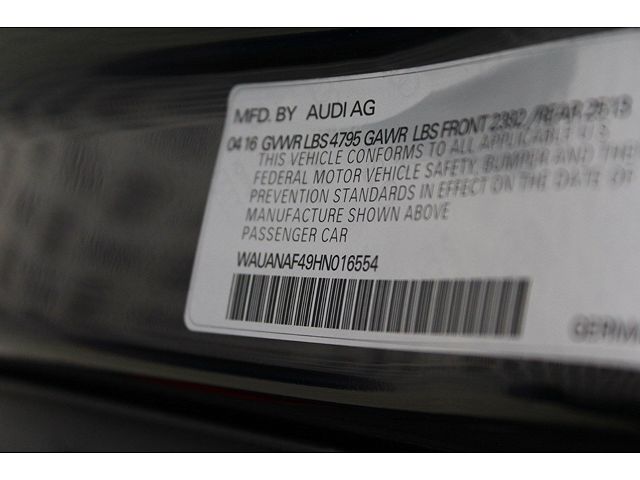 MFD. BY AUDI AG
04 16 GVWR LBS 4795 GAWR LBS FRONT 2392 /REAR 2513
THIS VEHICLE CONFORMS TO ALL APPLICABLE U S
FEDERAL MOTOR VEHICLE SAFETY, BUMPER AND THEFT
PREVENTION STANDARDS IN EFFECT ON THE DATE OF
MANUFACTURE SHOWN ABOVE
PASSENGER CAR
WAUANAF49HN016554